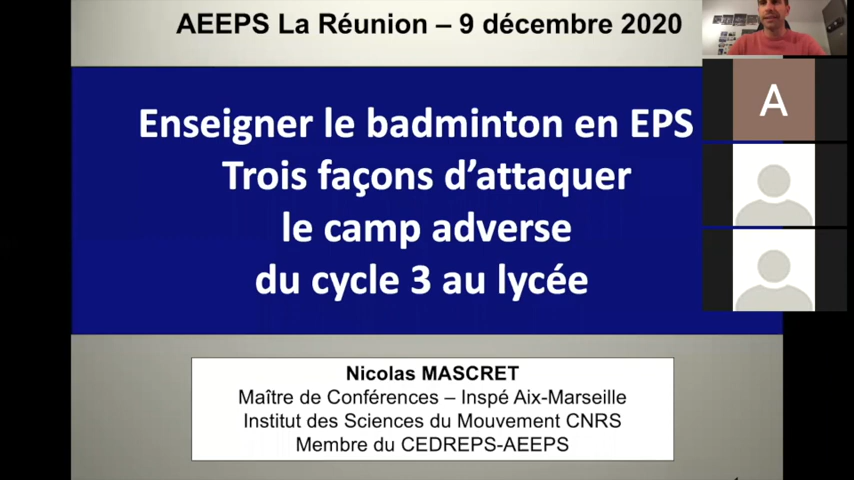 AEEPS La Réunion – 9 décembre 2020
Enseigner le badminton en EPS
Trois façons d'attaquer
le camp adverse
du cycle 3 au lycée
A
Nicolas MASCRET
Maître de Conférences – Inspé Aix-Marseille
Institut des Sciences du Mouvement CNRS
Membre du CEDREPS-AEEPS